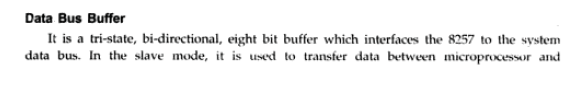 Data Bus Buffer
It is a tri-state, bi-directional, eight bit buffer which interfaces the 8257 to the system
data bus. In the slave mode, it is used to transfer data between microprocessor and